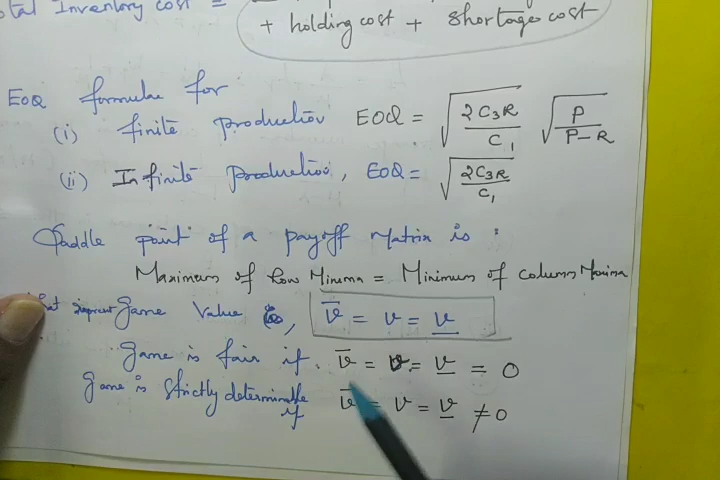 Inventory cost =
+ holding cost + shortage cost
EOQ formulae for
(i) finite production EOQ = √(2C₃R/C₁) √(P/(P-R))
(ii) Infinite production, EOQ = √(2C₃R/C₁)
Saddle point of a payoff matrix is :
Maximum of Row Minima = Minimum of column Maxima
Game Value is, v̅ = v = v̲
Game is fair if. v̅ = v = v̲ = 0
Game is strictly determinable
if v̅ = v = v̲ ≠ 0